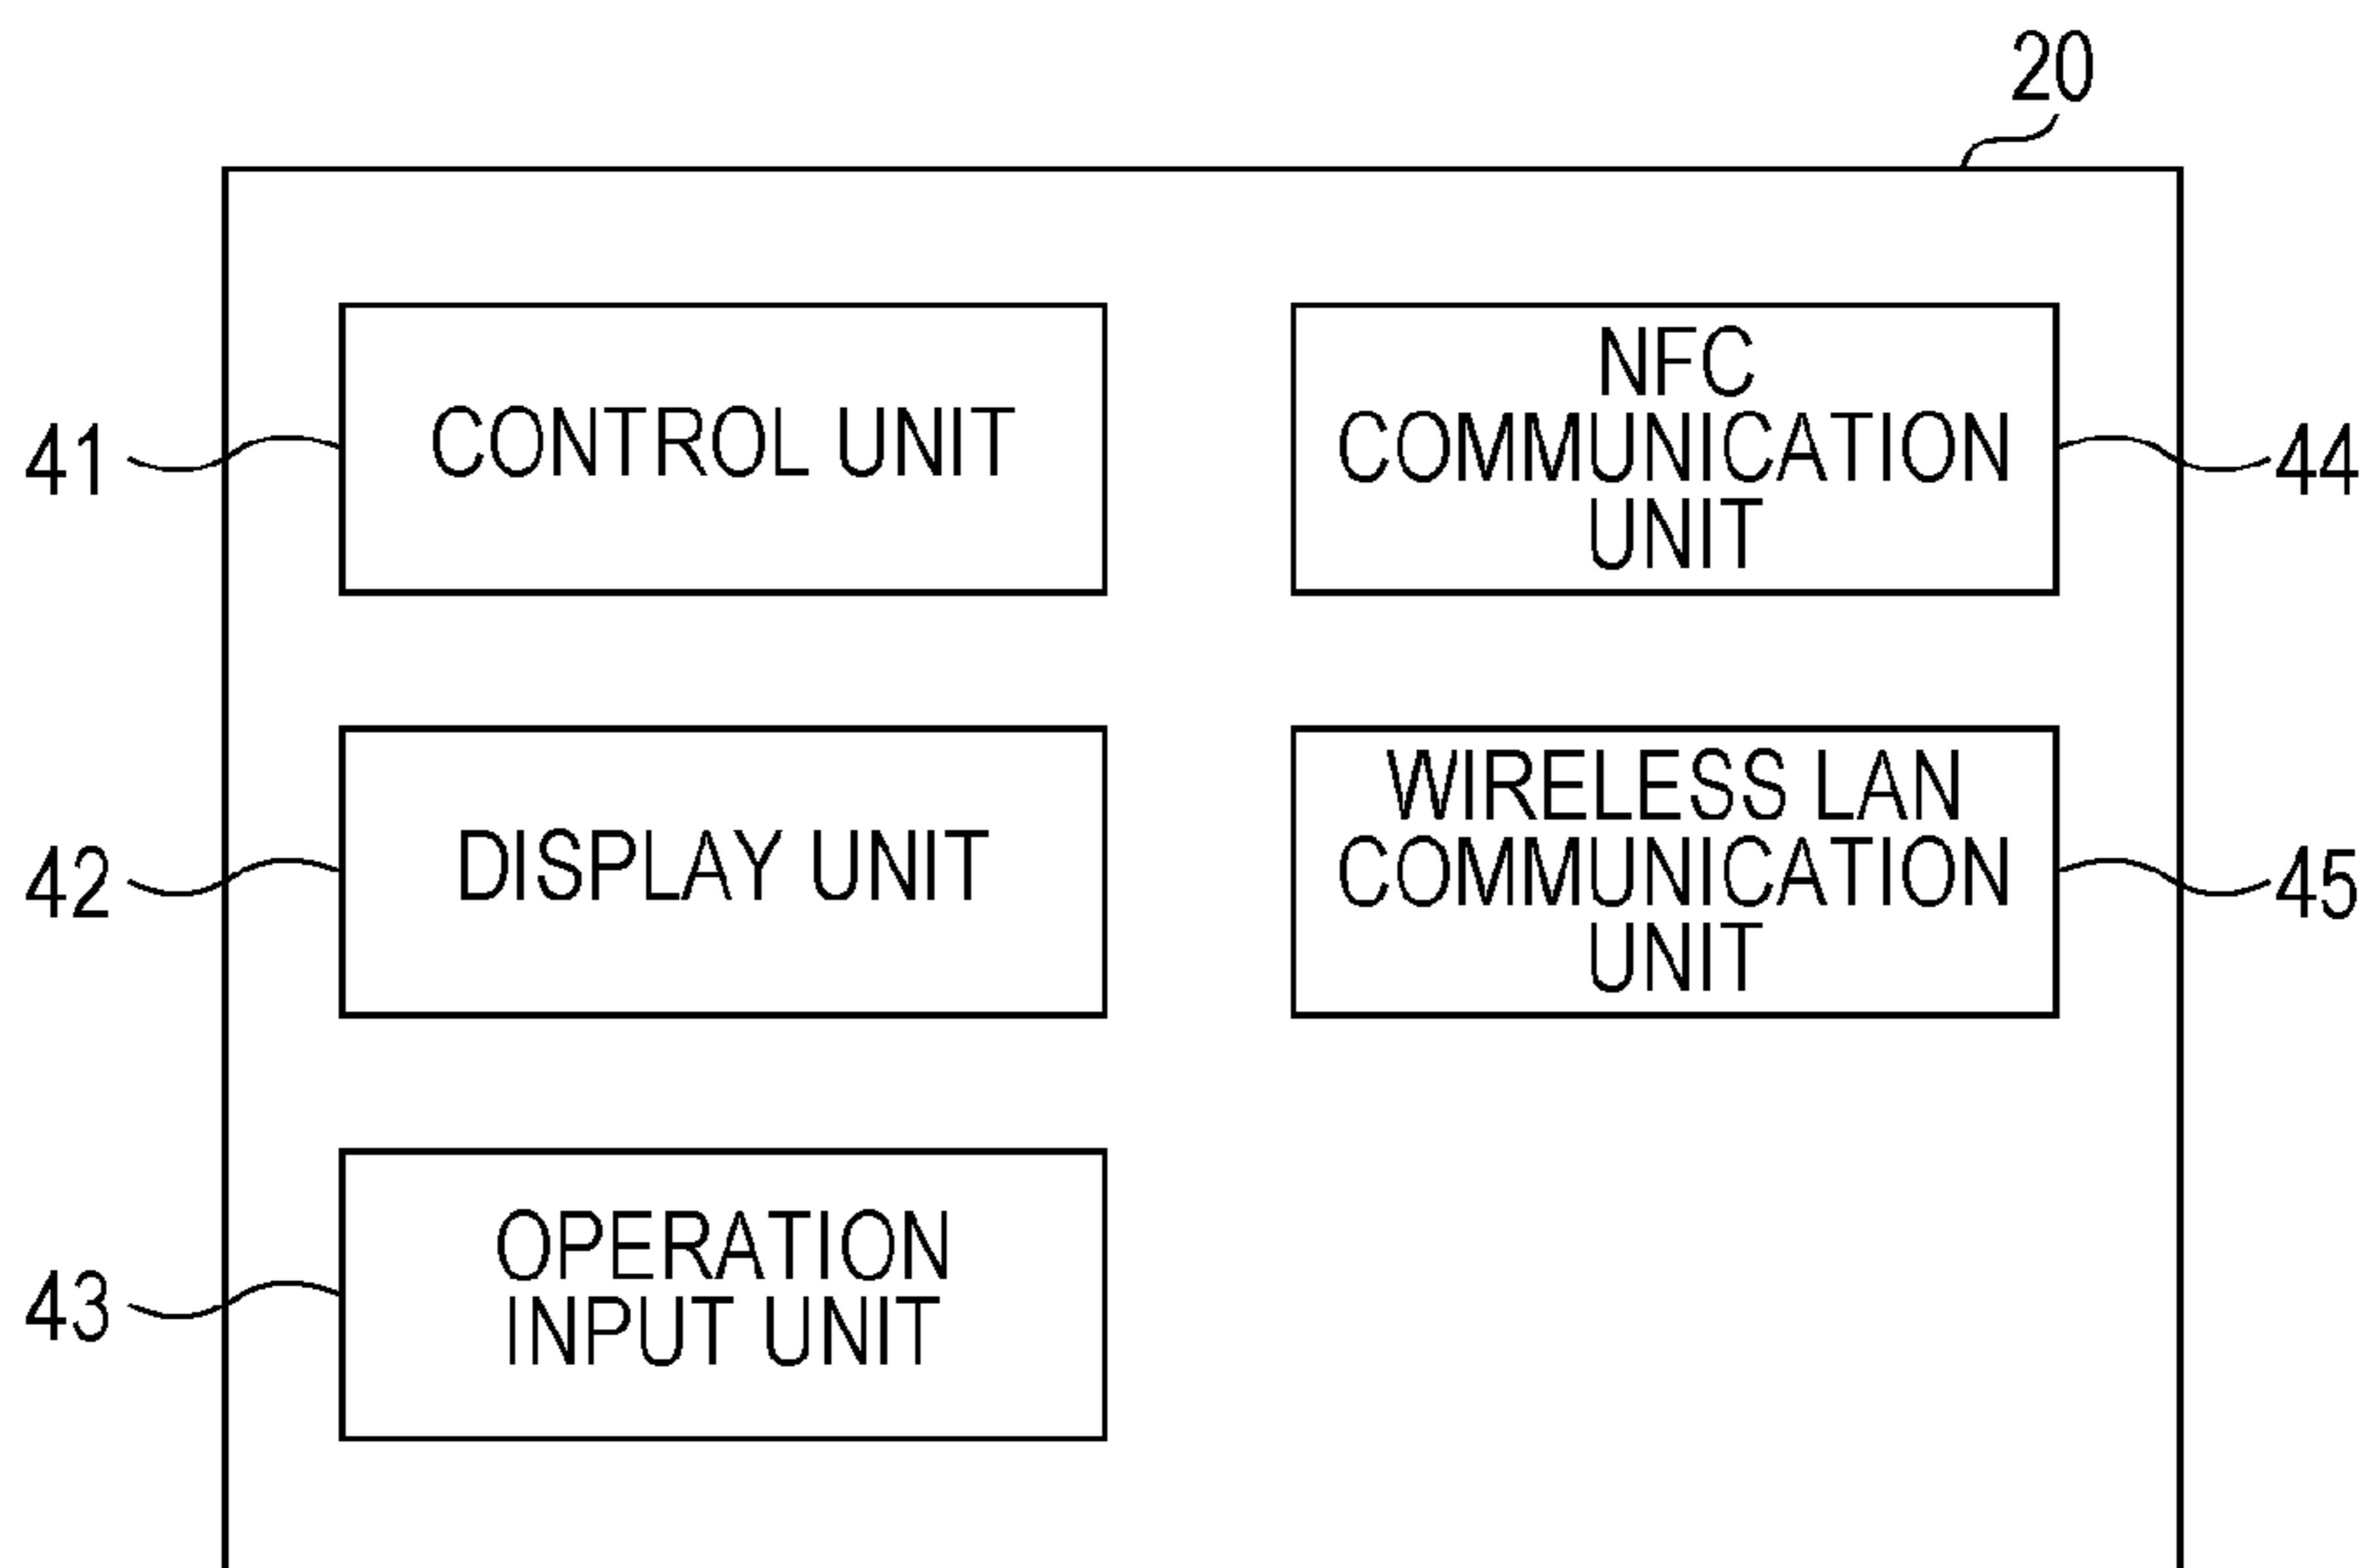 20
41
CONTROL UNIT
NFC
COMMUNICATION
UNIT
44
42
DISPLAY UNIT
WIRELESS LAN
COMMUNICATION
UNIT
45
43
OPERATION
INPUT UNIT